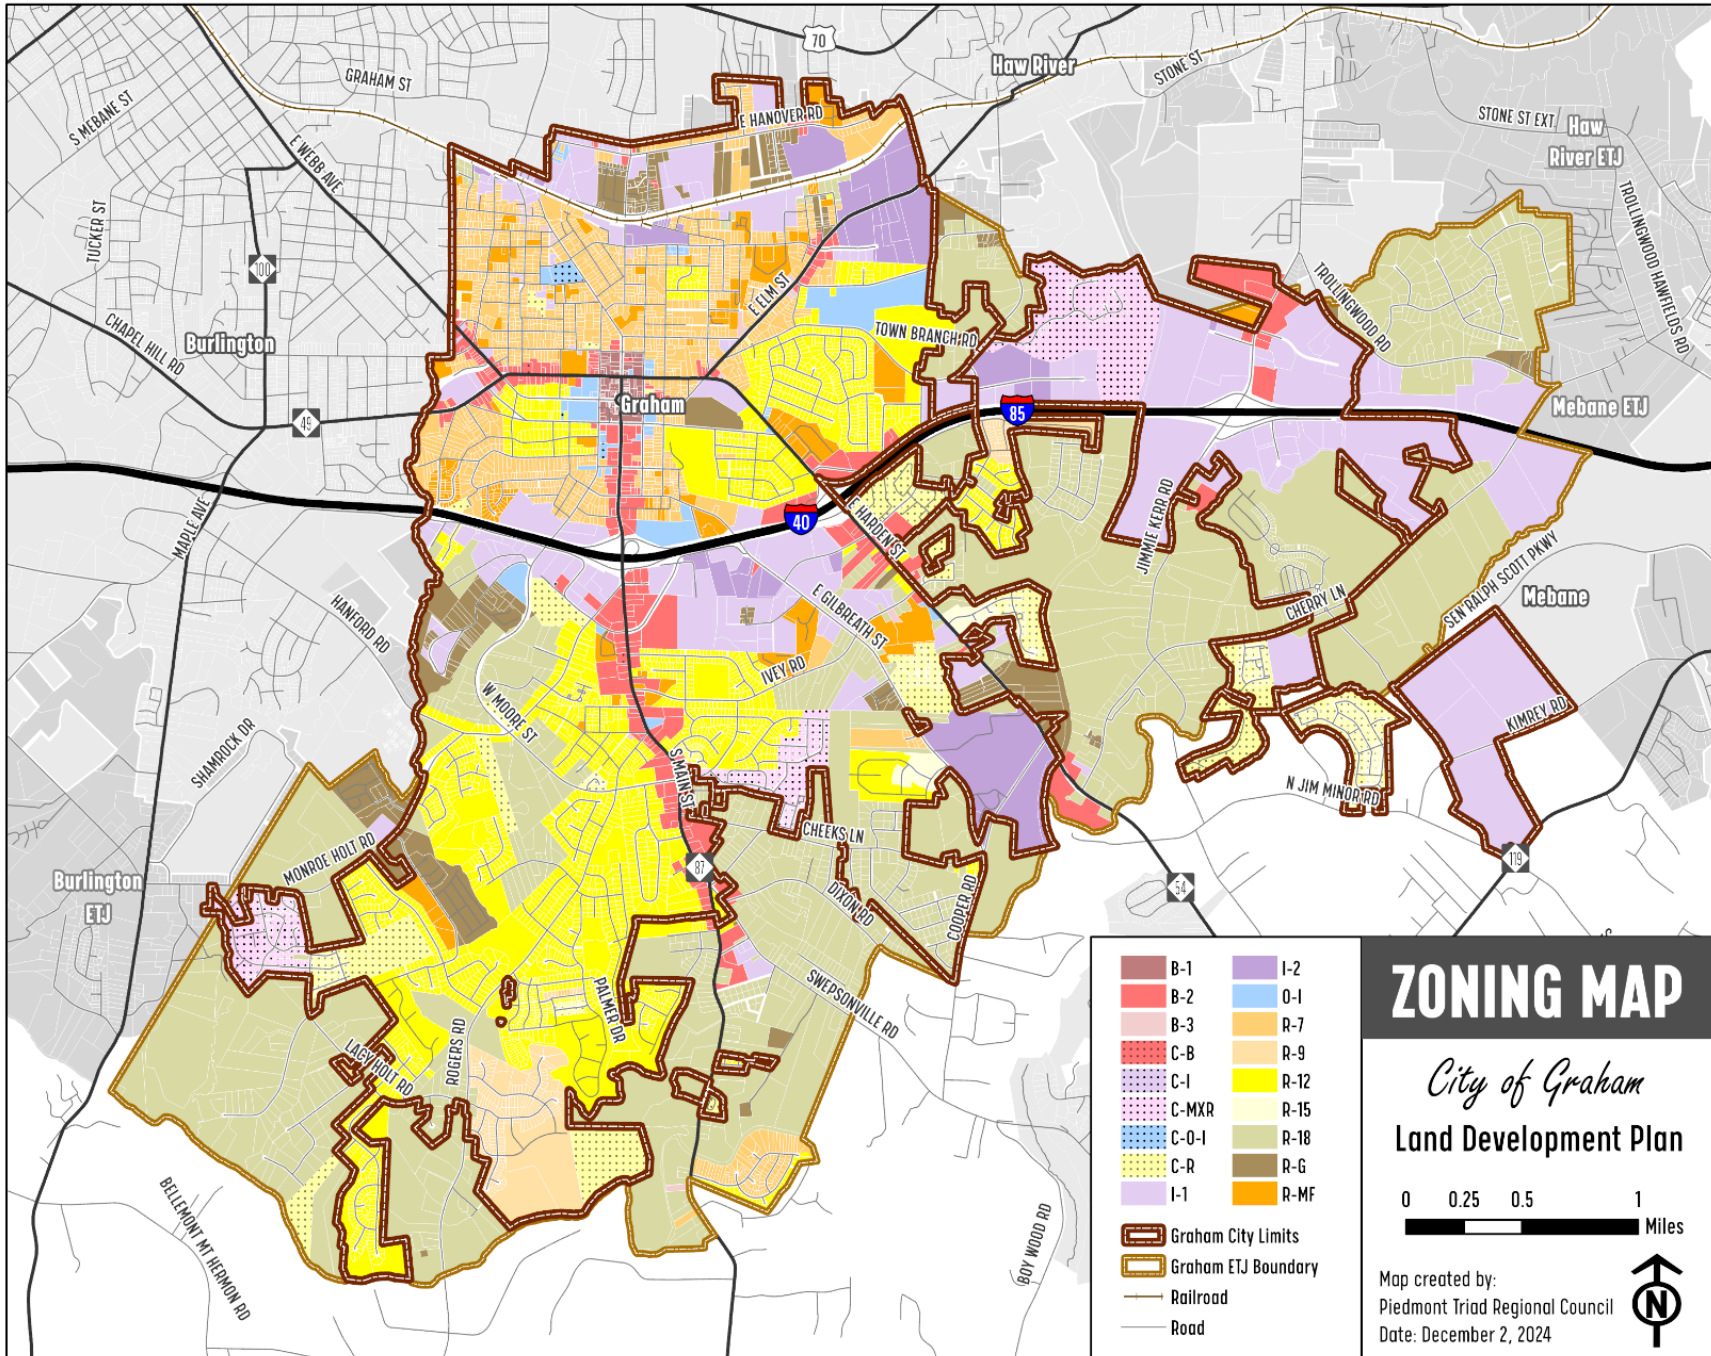 70
Haw River
GRAHAM ST
STONE ST
S MEBANE ST
E HANOVER RD
STONE ST EXT
Haw
River ETJ
E WEBB AVE
TUCKER ST
TROLLINGWOOD HAWFIELDS RD
100
E ELM ST
TROLLINGWOOD RD
CHAPEL HILL RD
Burlington
TOWN BRANCH RD
Graham
Mebane ETJ
49
85
MAPLE AVE
40
E HARDEN ST
JIMMIE KERR RD
HANFORD RD
E GILBREATH ST
CHERRY LN
SEN RALPH SCOTT PKWY
Mebane
IVEY RD
W MOORE ST
KIMREY RD
SHAMROCK DR
S MAIN ST
N JIM MINOR RD
CHEEKS LN
MONROE HOLT RD
87
119
Burlington
ETJ
DIXON RD
COOPER RD
54
SWEPSONVILLE RD
PALMER DR
ROGERS RD
LACY HOLT RD
BELLEMONT MT HERMON RD
BOY WOOD RD
B-1
B-2
B-3
C-B
C-I
C-MXR
C-O-I
C-R
I-1
I-2
O-I
R-7
R-9
R-12
R-15
R-18
R-G
R-MF
Graham City Limits
Graham ETJ Boundary
Railroad
Road
ZONING MAP
City of Graham
Land Development Plan
0 0.25 0.5 1
Miles
Map created by:
Piedmont Triad Regional Council
Date: December 2, 2024
N